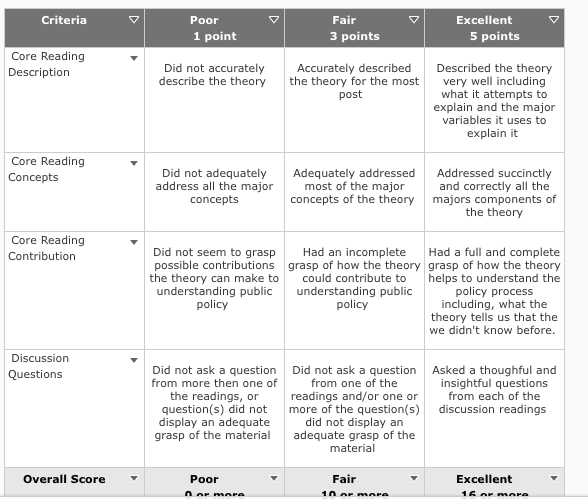 Criteria
Poor
1 point
Fair
3 points
Excellent
5 points
Core Reading
Description
Did not accurately
describe the theory
Accurately described
the theory for the most
post
Described the theory
very well including
what it attempts to
explain and the major
variables it uses to
explain it
Core Reading
Concepts
Did not adequately
address all the major
concepts
Adequately addressed
most of the major
concepts of the theory
Addressed succinctly
and correctly all the
majors components of
the theory
Core Reading
Contribution
Did not seem to grasp
possible contributions
the theory can make to
understanding public
policy
Had an incomplete
grasp of how the theory
could contribute to
understanding public
policy
Had a full and complete
grasp of how the theory
helps to understand the
policy process
including, what the
theory tells us that the
we didn't know before.
Discussion
Questions
Did not ask a question
from more then one of
the readings, or
question(s) did not
display an adequate
grasp of the material
Did not ask a question
from one of the
readings and/or one or
more of the question(s)
did not display an
adequate grasp of the
material
Asked a thoughful and
insightful questions
from each of the
discussion readings
Overall Score
Poor
0 or more
Fair
10 or more
Excellent
16 or more